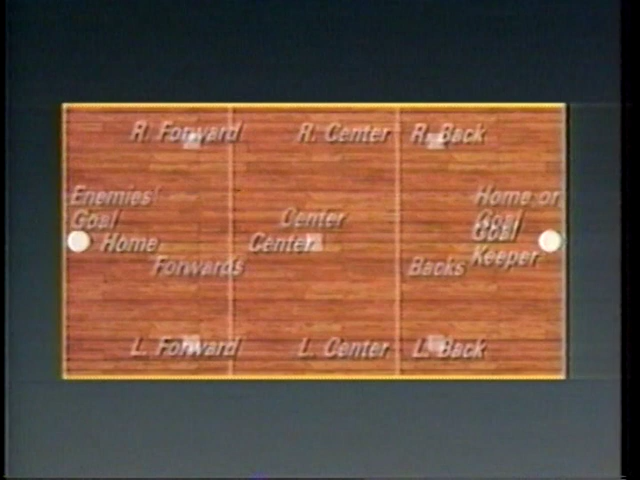 R. Forward R. Center R. Back
Enemies'
Goal
Home
Forwards
Center
Center
Home or
Goal
Goal
Keeper
Backs
L. Forward L. Center L. Back